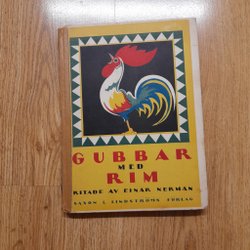 GUBBAR
MED
RIM
RITADE AV EINAR NERMAN
SAXON & LINDSTRÖMS FÖRLAG